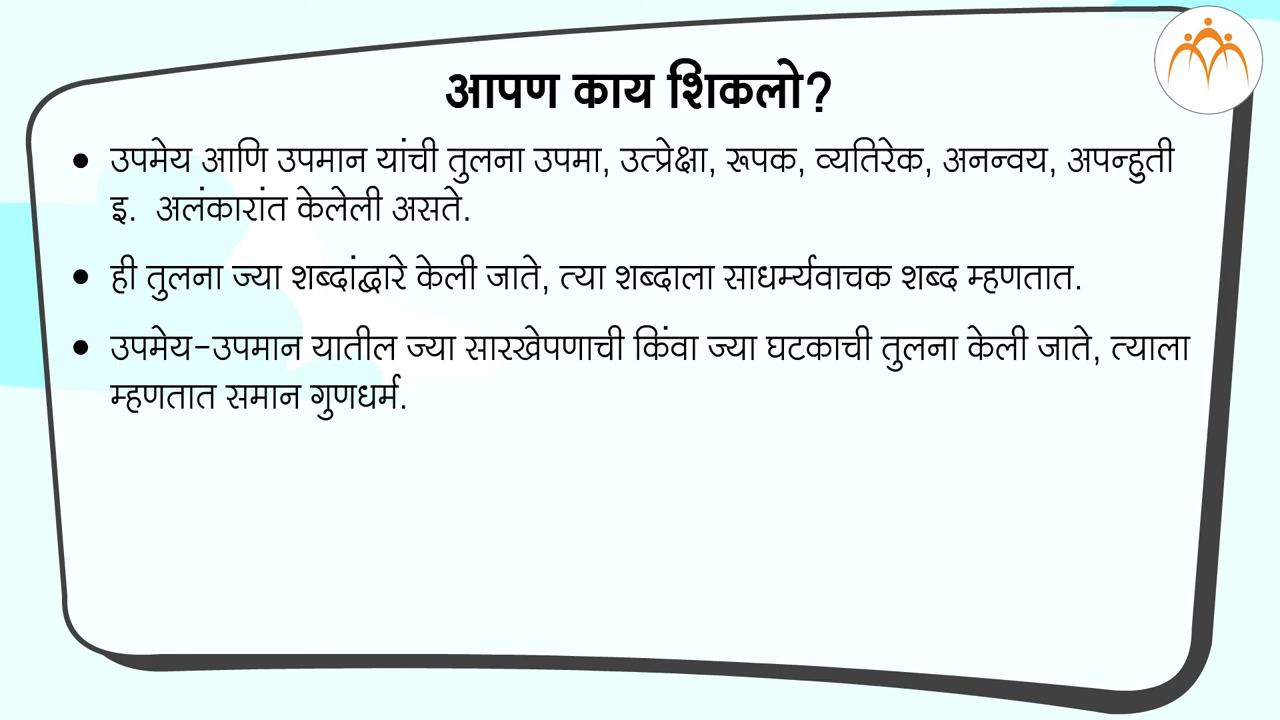 आपण काय शिकलो?
• उपमेय आणि उपमान यांची तुलना उपमा, उत्प्रेक्षा, रूपक, व्यतिरेक, अनन्वय, अपन्हुती
इ. अलंकारांत केलेली असते.
• ही तुलना ज्या शब्दांद्वारे केली जाते, त्या शब्दाला साधर्म्यवाचक शब्द म्हणतात.
• उपमेय-उपमान यातील ज्या सारखेपणाची किंवा ज्या घटकाची तुलना केली जाते, त्याला
म्हणतात समान गुणधर्म.